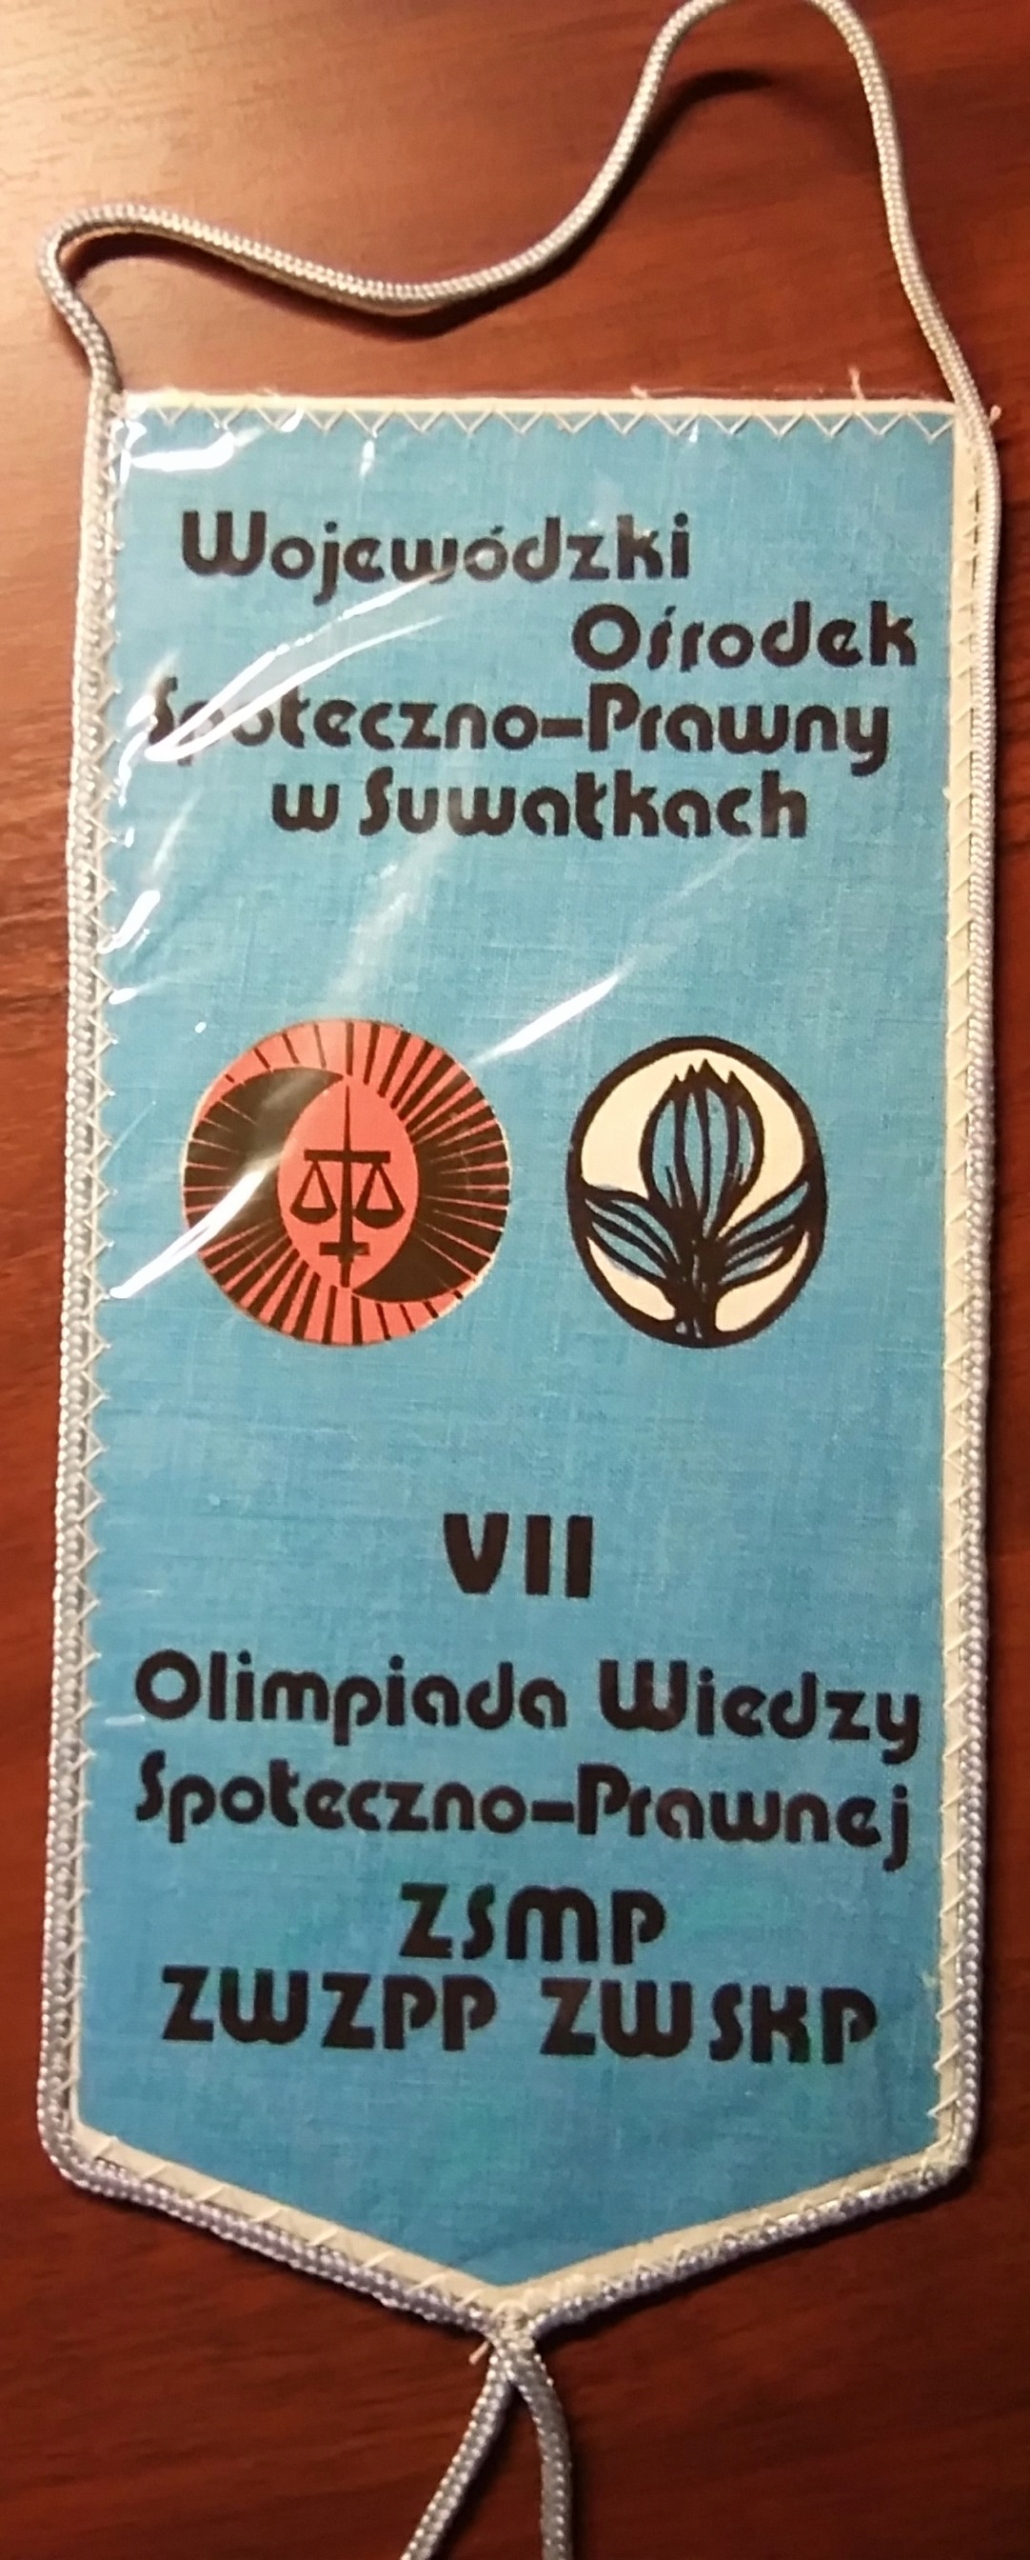 Wojewódzki
Ośrodek
Społeczno-Prawny
w Suwałkach
VII
Olimpiada Wiedzy
Społeczno-Prawnej
ZSMP
ZWZPP ZWSKP